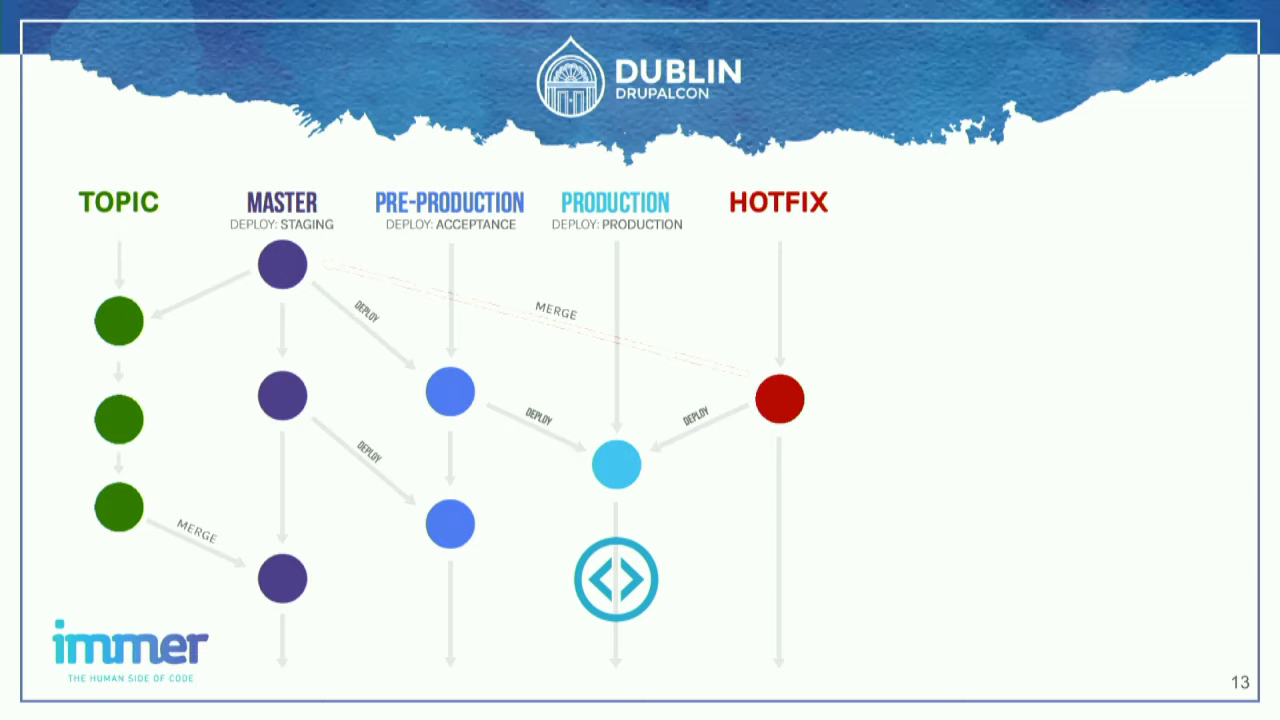 DUBLIN
DRUPALCON
TOPIC
MASTER
DEPLOY: STAGING
PRE-PRODUCTION
DEPLOY: ACCEPTANCE
PRODUCTION
DEPLOY: PRODUCTION
HOTFIX
DEPLOY
MERGE
DEPLOY
DEPLOY
DEPLOY
MERGE
immer
THE HUMAN SIDE OF CODE
13